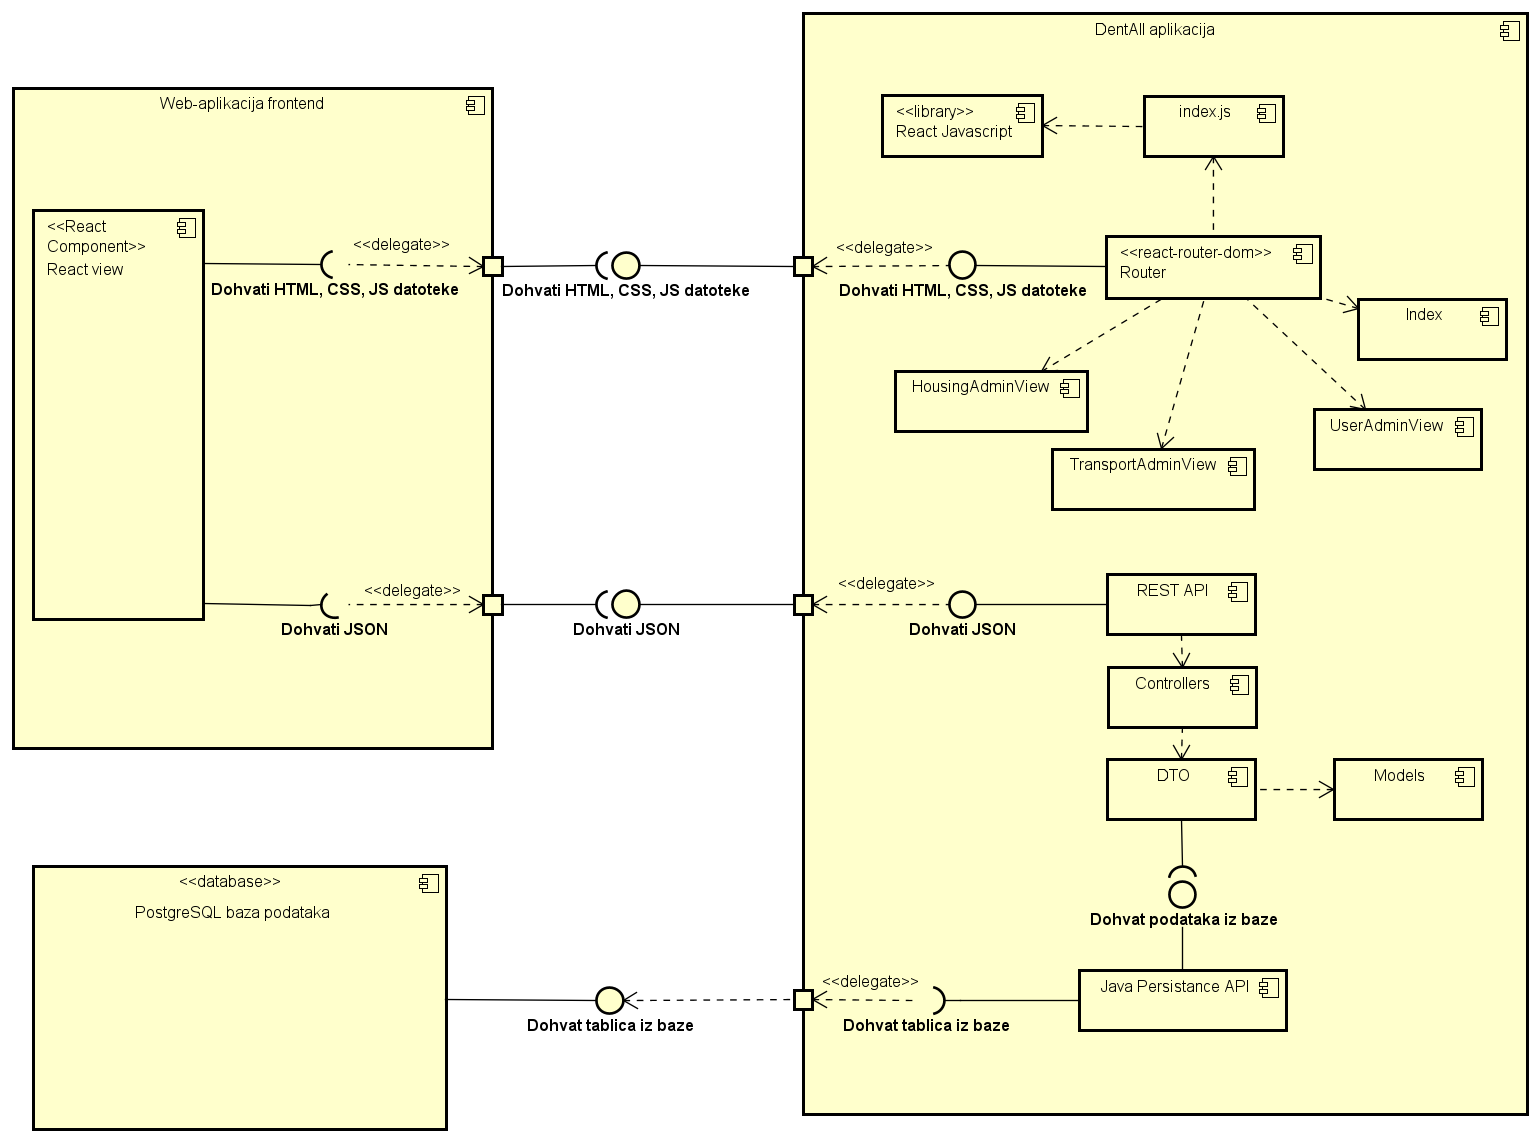 DentAll aplikacija
Web-aplikacija frontend
<<library>>
React Javascript
index.js
<<React
Component>>
React view
<<delegate>>
Dohvati HTML, CSS, JS datoteke
Dohvati HTML, CSS, JS datoteke
<<delegate>>
Dohvati HTML, CSS, JS datoteke
<<react-router-dom>>
Router
Index
HousingAdminView
UserAdminView
TransportAdminView
<<delegate>>
Dohvati JSON
Dohvati JSON
<<delegate>>
Dohvati JSON
REST API
Controllers
DTO
Models
<<database>>
PostgreSQL baza podataka
Dohvat podataka iz baze
Dohvat tablica iz baze
<<delegate>>
Dohvat tablica iz baze
Java Persistance API